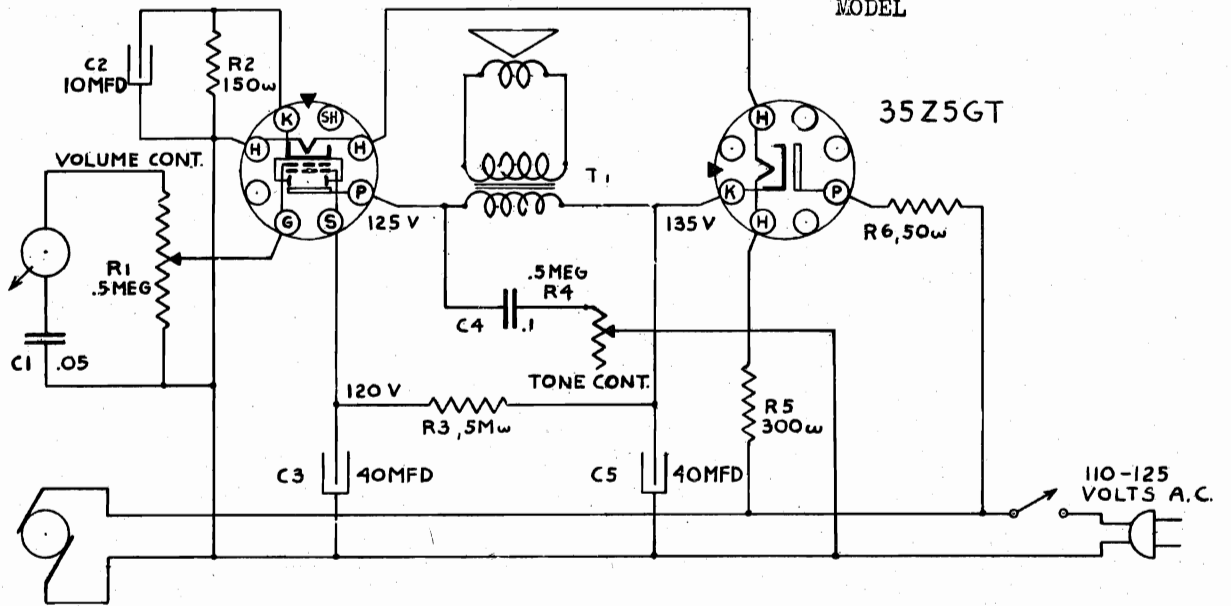 MODEL
C2
10MFD
R2
150ω
35Z5GT
K
SH
H
H
P
G
S
VOLUME CONT.
T1
H
K
P
H
125 V
135 V
R6,50ω
R1
.5MEG
.5MEG
R4
C4
.1
C1
.05
TONE CONT.
120 V
R3,5Mω
R5
300ω
C3
40MFD
C5
40MFD
110-125
VOLTS A.C.